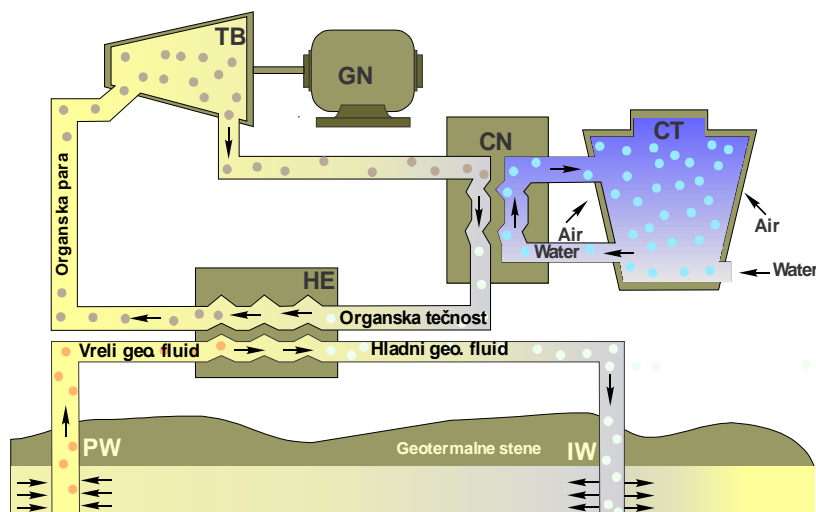 TB
GN
CN
CT
Organska para
Air
Air
Water
Water
HE
Organska tečnost
Vreli geo. fluid
Hladni geo. fluid
PW
Geotermalne stene
IW